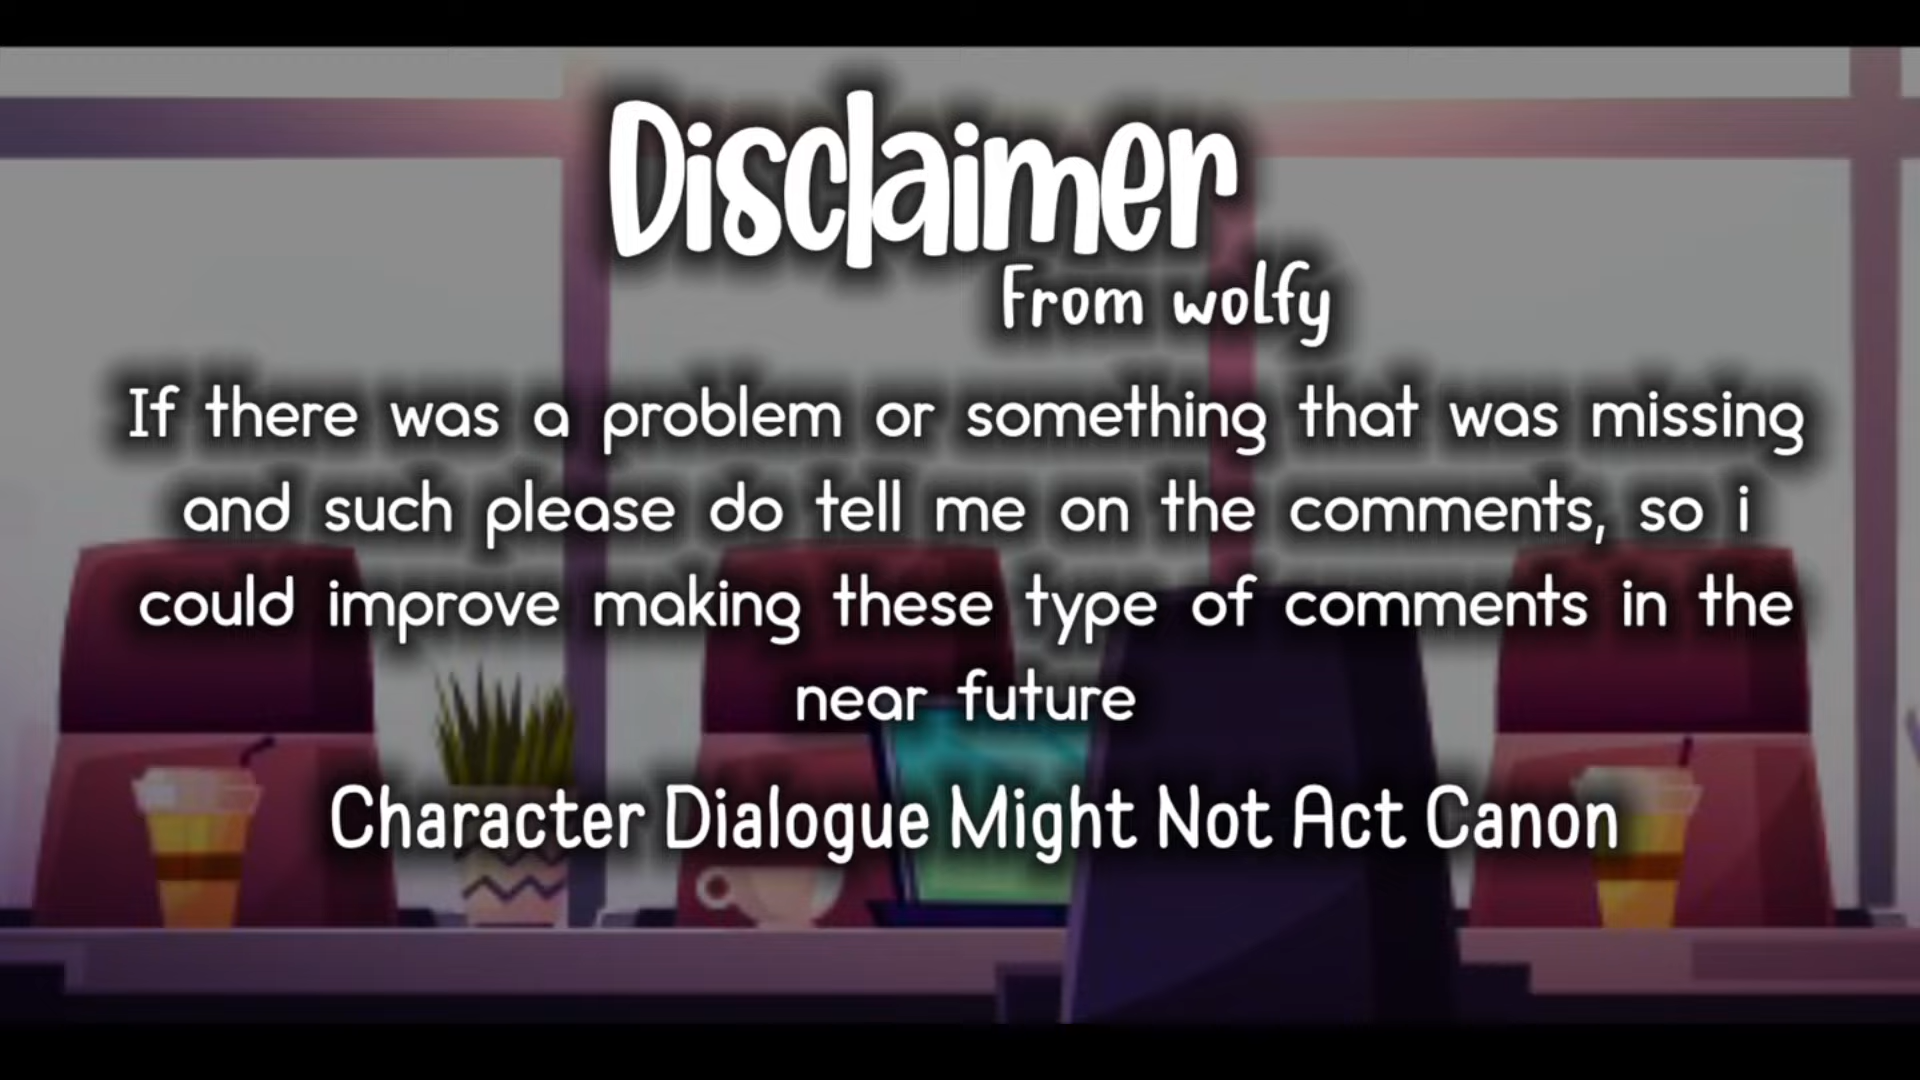 Disclaimer
From wolfy
If there was a problem or something that was missing
and such please do tell me on the comments, so i
could improve making these type of comments in the
near future
Character Dialogue Might Not Act Canon